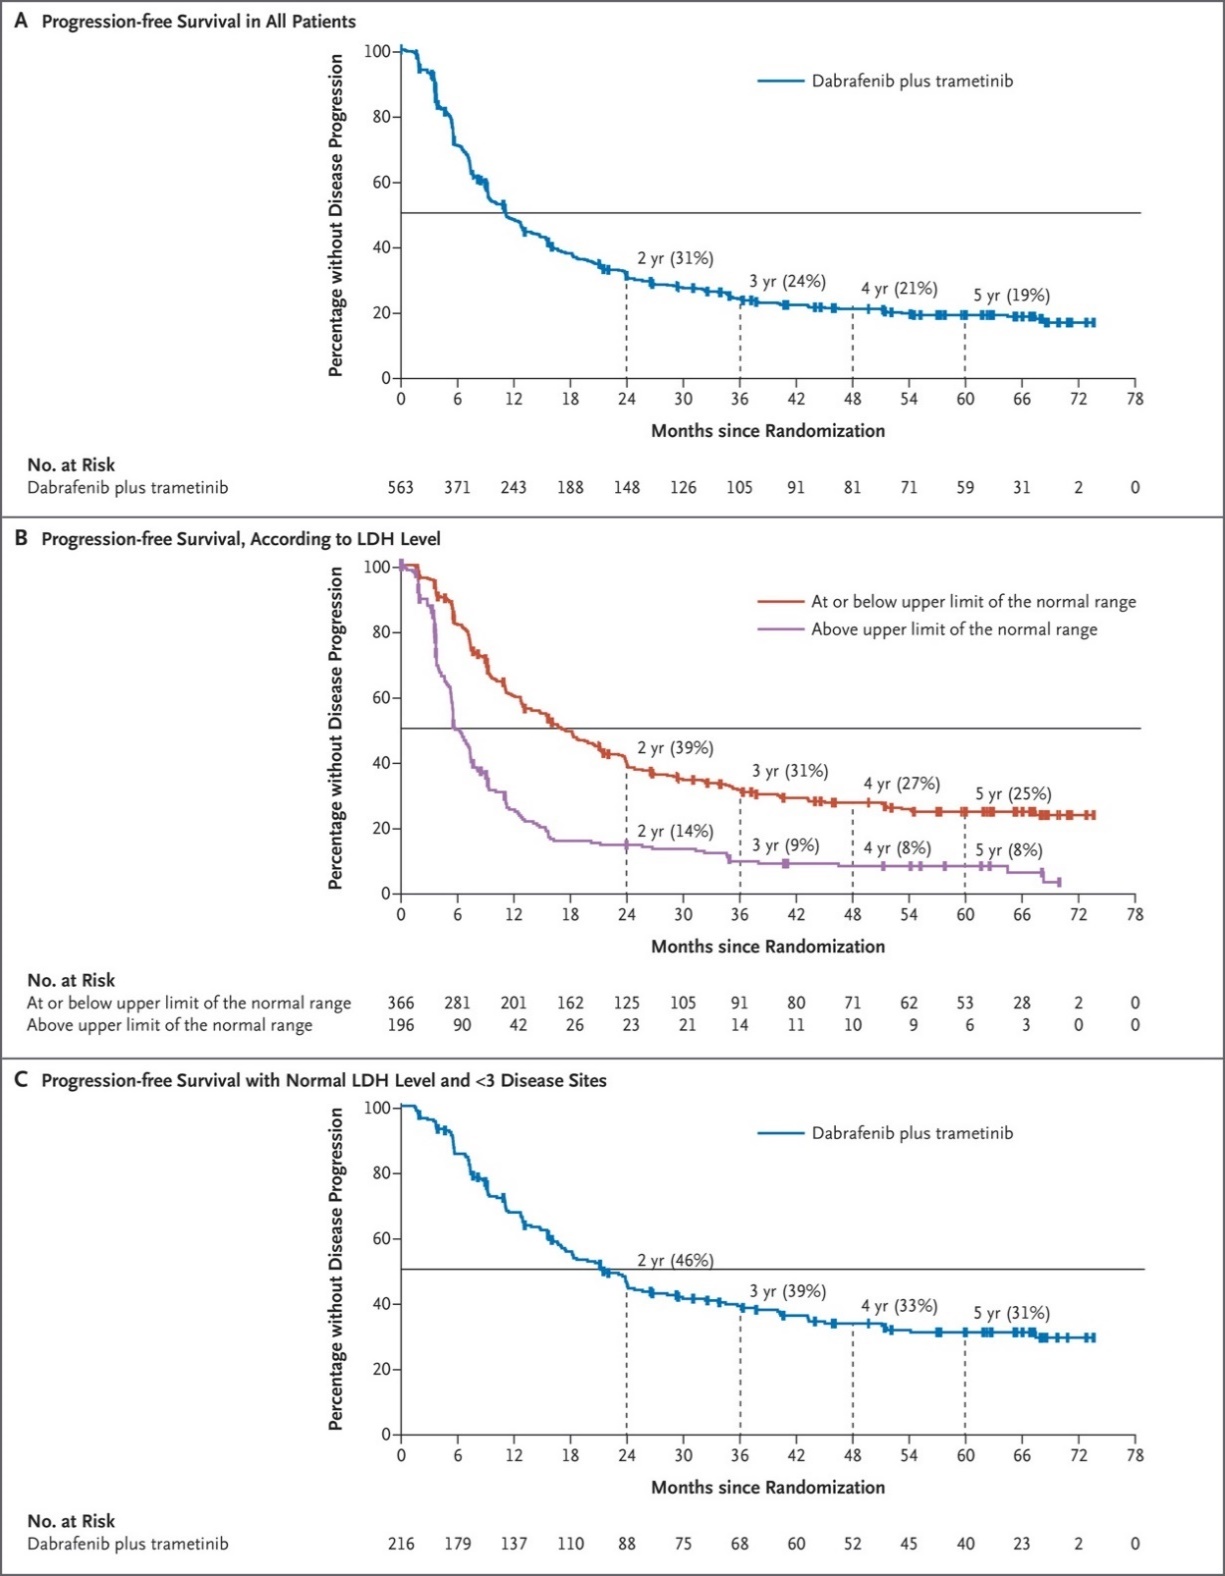 A Progression-free Survival in All Patients
Percentage without Disease Progression
100
80
60
40
20
0
Dabrafenib plus trametinib
2 yr (31%)
3 yr (24%)
4 yr (21%)
5 yr (19%)
0 6 12 18 24 30 36 42 48 54 60 66 72 78
Months since Randomization
No. at Risk
Dabrafenib plus trametinib 563 371 243 188 148 126 105 91 81 71 59 31 2 0
B Progression-free Survival, According to LDH Level
Percentage without Disease Progression
100
80
60
40
20
0
At or below upper limit of the normal range
Above upper limit of the normal range
2 yr (39%)
3 yr (31%)
4 yr (27%)
5 yr (25%)
2 yr (14%)
3 yr (9%)
4 yr (8%)
5 yr (8%)
0 6 12 18 24 30 36 42 48 54 60 66 72 78
Months since Randomization
No. at Risk
At or below upper limit of the normal range 366 281 201 162 125 105 91 80 71 62 53 28 2 0
Above upper limit of the normal range 196 90 42 26 23 21 14 11 10 9 6 3 0 0
C Progression-free Survival with Normal LDH Level and <3 Disease Sites
Percentage without Disease Progression
100
80
60
40
20
0
Dabrafenib plus trametinib
2 yr (46%)
3 yr (39%)
4 yr (33%)
5 yr (31%)
0 6 12 18 24 30 36 42 48 54 60 66 72 78
Months since Randomization
No. at Risk
Dabrafenib plus trametinib 216 179 137 110 88 75 68 60 52 45 40 23 2 0